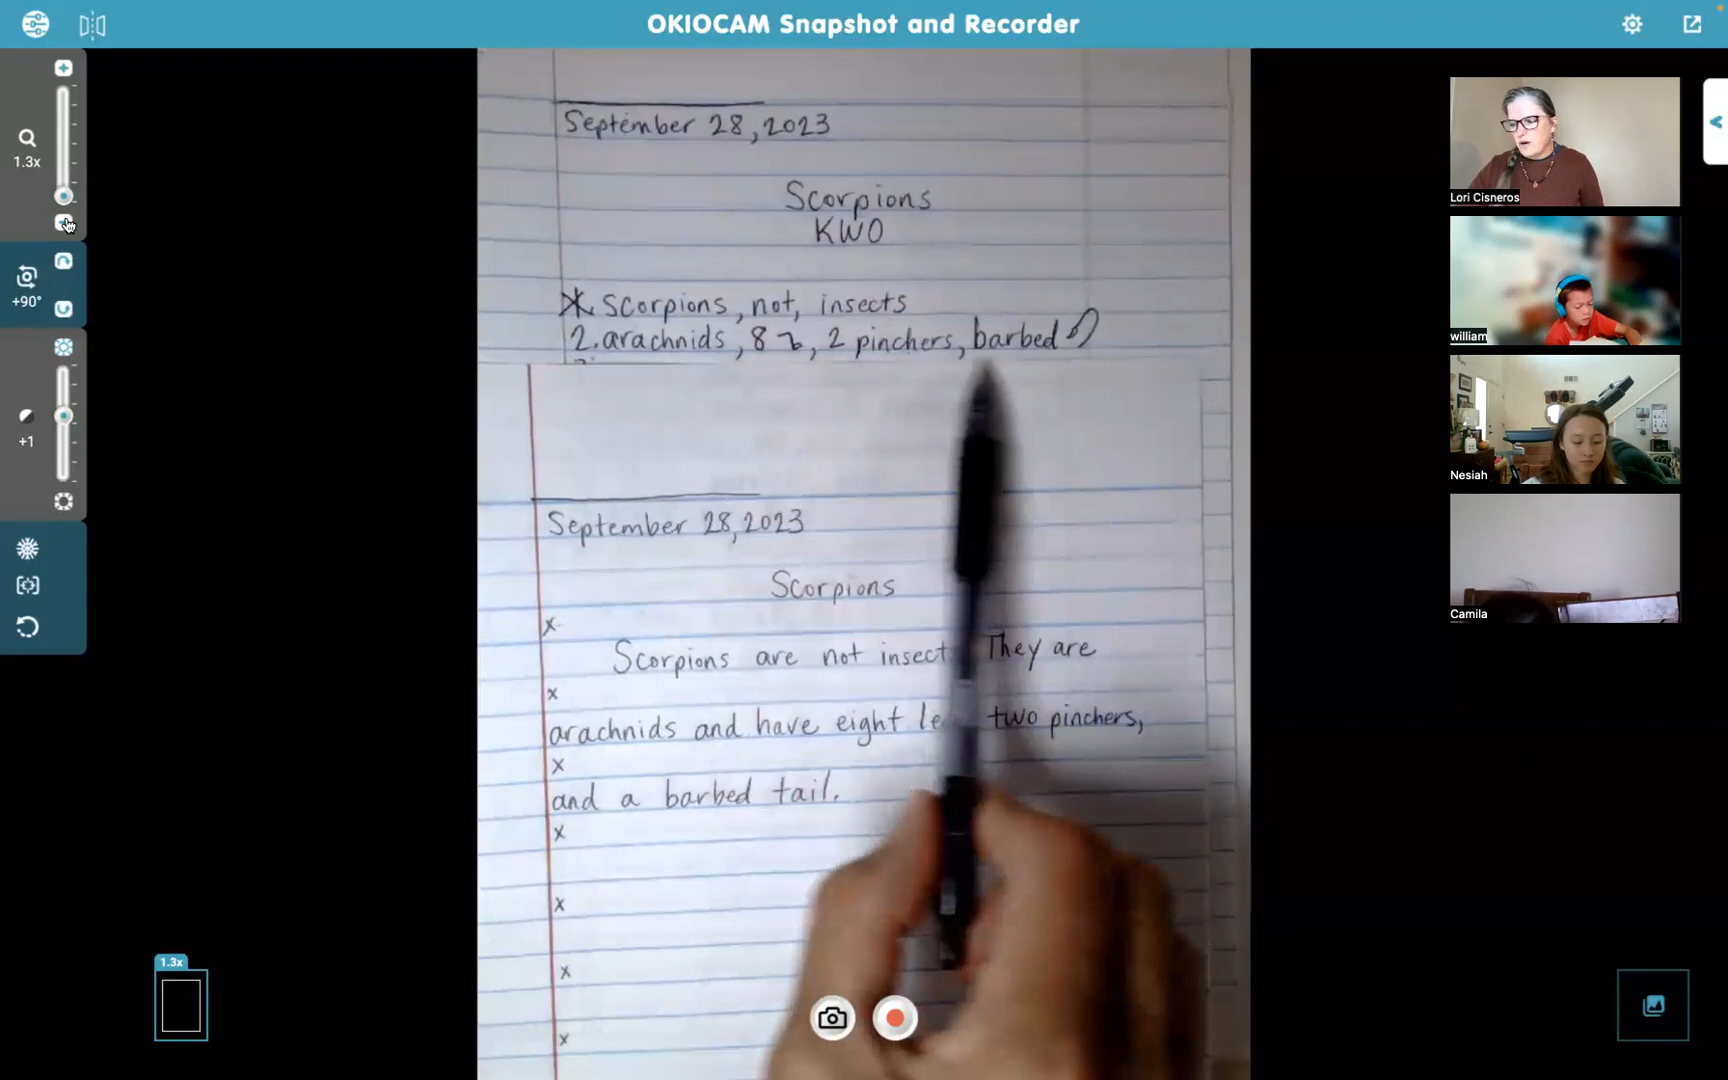 OKIOCAM Snapshot and Recorder
1.3x
+90°
+1
1.3x
September 28, 2023
Scorpions
KWO
1. Scorpions, not, insects
2. arachnids, 8, 2 pinchers, barbed
September 28, 2023
Scorpions
x
Scorpions are not insect They are
x
arachnids and have eight le two pinchers,
x
and a barbed tail.
x
x
x
x
Lori Cisneros
william
Nesiah
Camila